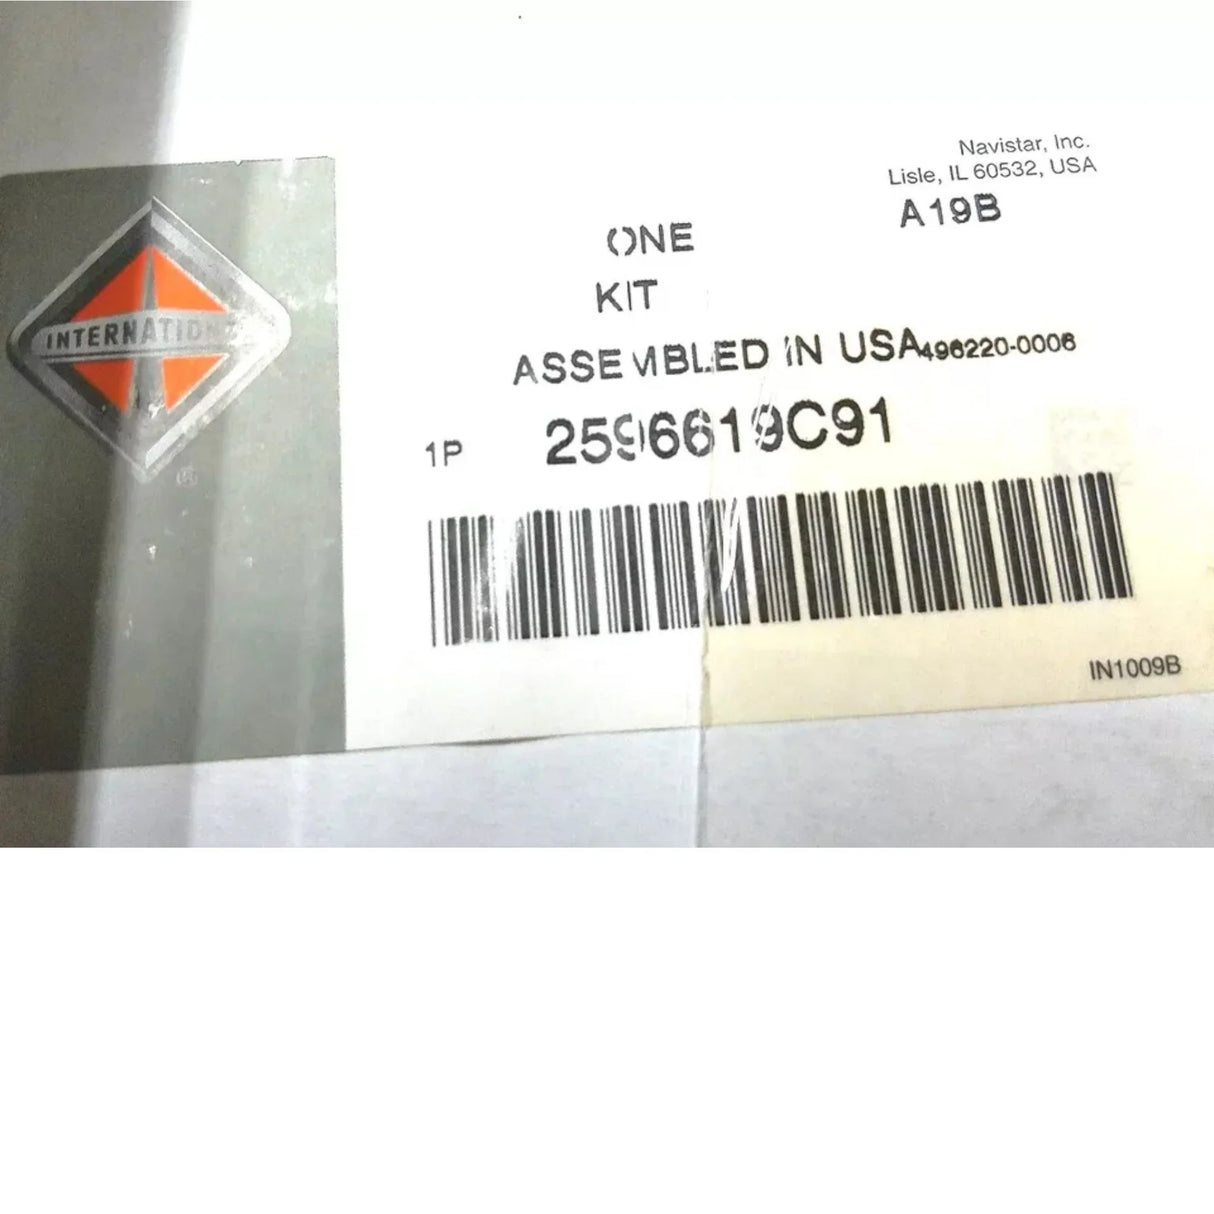 Navistar, Inc.
Lisle, IL 60532, USA
A19B
ONE
KIT
ASSEMBLED IN USA 496220-0006
1P 2596619C91
INTERNATIONAL
®
IN1009B